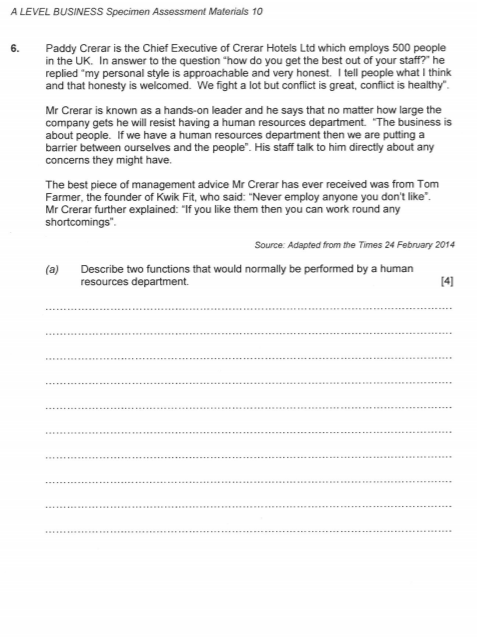 A LEVEL BUSINESS Specimen Assessment Materials 10
6. Paddy Crerar is the Chief Executive of Crerar Hotels Ltd which employs 500 people
in the UK. In answer to the question “how do you get the best out of your staff?” he
replied “my personal style is approachable and very honest. I tell people what I think
and that honesty is welcomed. We fight a lot but conflict is great, conflict is healthy”.
Mr Crerar is known as a hands-on leader and he says that no matter how large the
company gets he will resist having a human resources department. “The business is
about people. If we have a human resources department then we are putting a
barrier between ourselves and the people”. His staff talk to him directly about any
concerns they might have.
The best piece of management advice Mr Crerar has ever received was from Tom
Farmer, the founder of Kwik Fit, who said: “Never employ anyone you don’t like”.
Mr Crerar further explained: “If you like them then you can work round any
shortcomings”.
Source: Adapted from the Times 24 February 2014
(a) Describe two functions that would normally be performed by a human
resources department. [4]